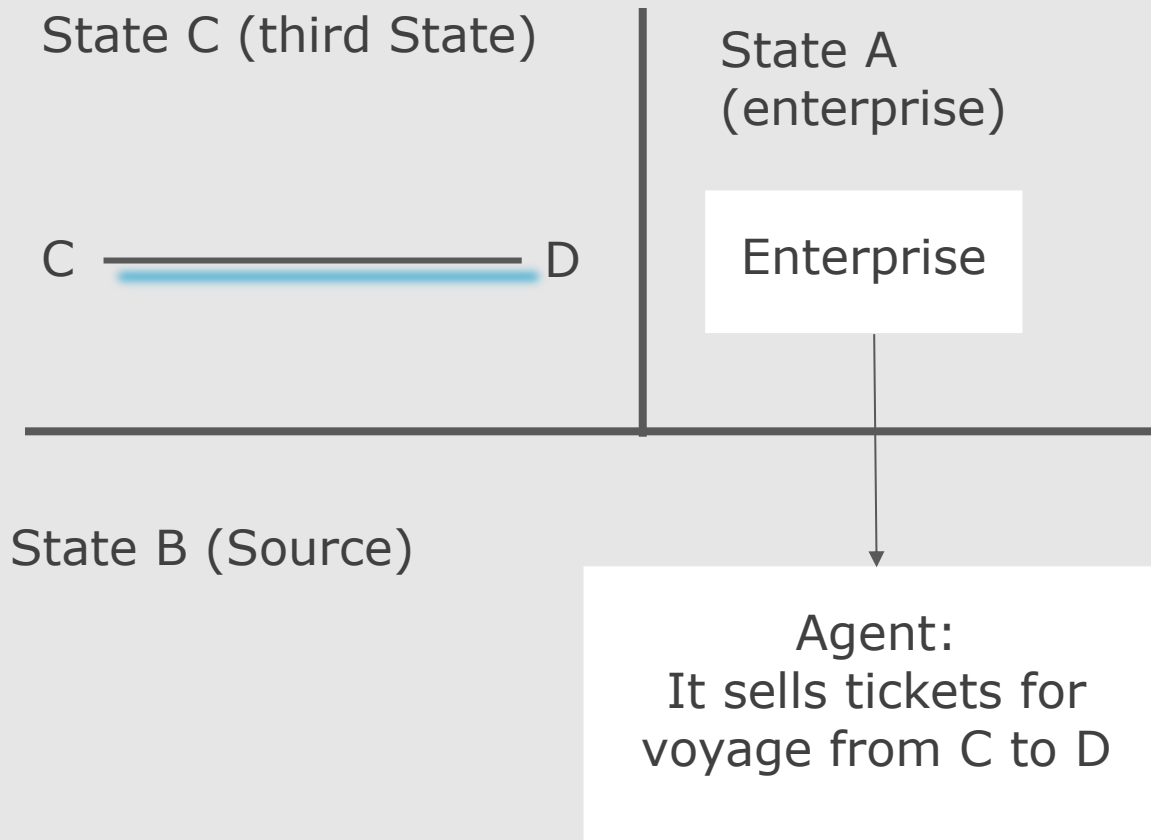 State C (third State)
State A
(enterprise)
C
D
Enterprise
State B (Source)
Agent:
It sells tickets for
voyage from C to D